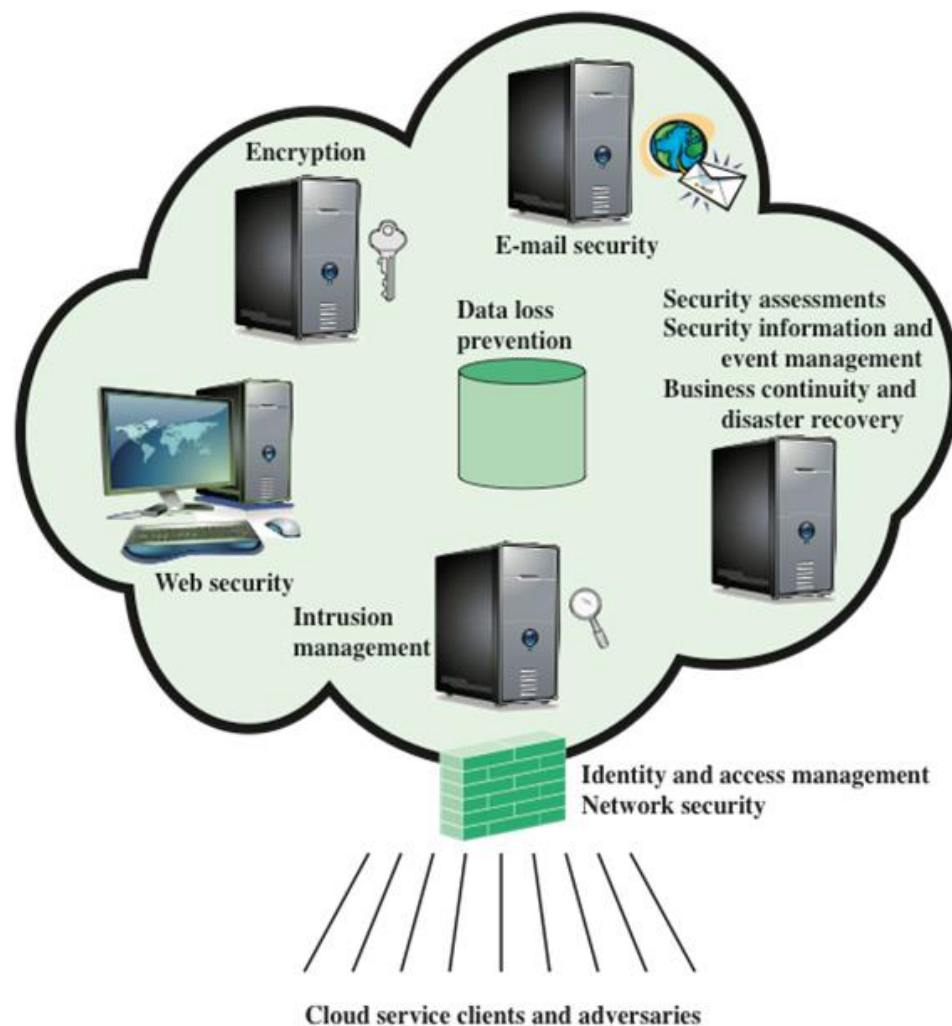 Encryption
E-mail security
Data loss
prevention
Security assessments
Security information and
event management
Business continuity and
disaster recovery
Web security
Intrusion
management
Identity and access management
Network security
Cloud service clients and adversaries